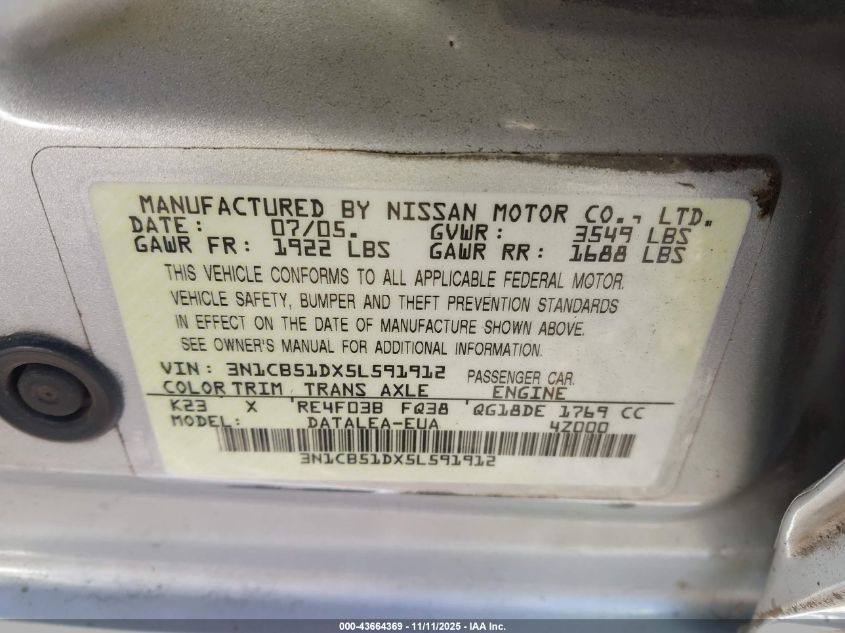 MANUFACTURED BY NISSAN MOTOR CO., LTD.
DATE: 07/05. GVWR: 3549 LBS
GAWR FR: 1922 LBS GAWR RR: 1688 LBS
THIS VEHICLE CONFORMS TO ALL APPLICABLE FEDERAL MOTOR.
VEHICLE SAFETY, BUMPER AND THEFT PREVENTION STANDARDS
IN EFFECT ON THE DATE OF MANUFACTURE SHOWN ABOVE.
SEE OWNER'S MANUAL FOR ADDITIONAL INFORMATION.
VIN: 3N1CB51DX5L591912 PASSENGER CAR.
COLOR TRIM TRANS AXLE ENGINE
K23 X 'RE4F03B FQ38 'QG18DE 1769 CC
MODEL: DATALEA-EUA 4Z000
3N1CB51DX5L591912
000-43664369 - 11/11/2025 - IAA Inc.